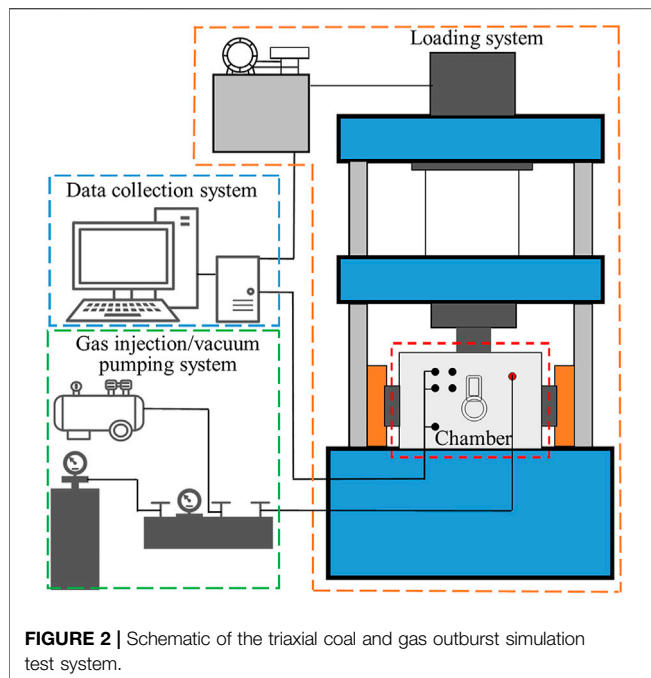 Loading system
Data collection system
Gas injection/vacuum
pumping system
Chamber
FIGURE 2 | Schematic of the triaxial coal and gas outburst simulation
test system.